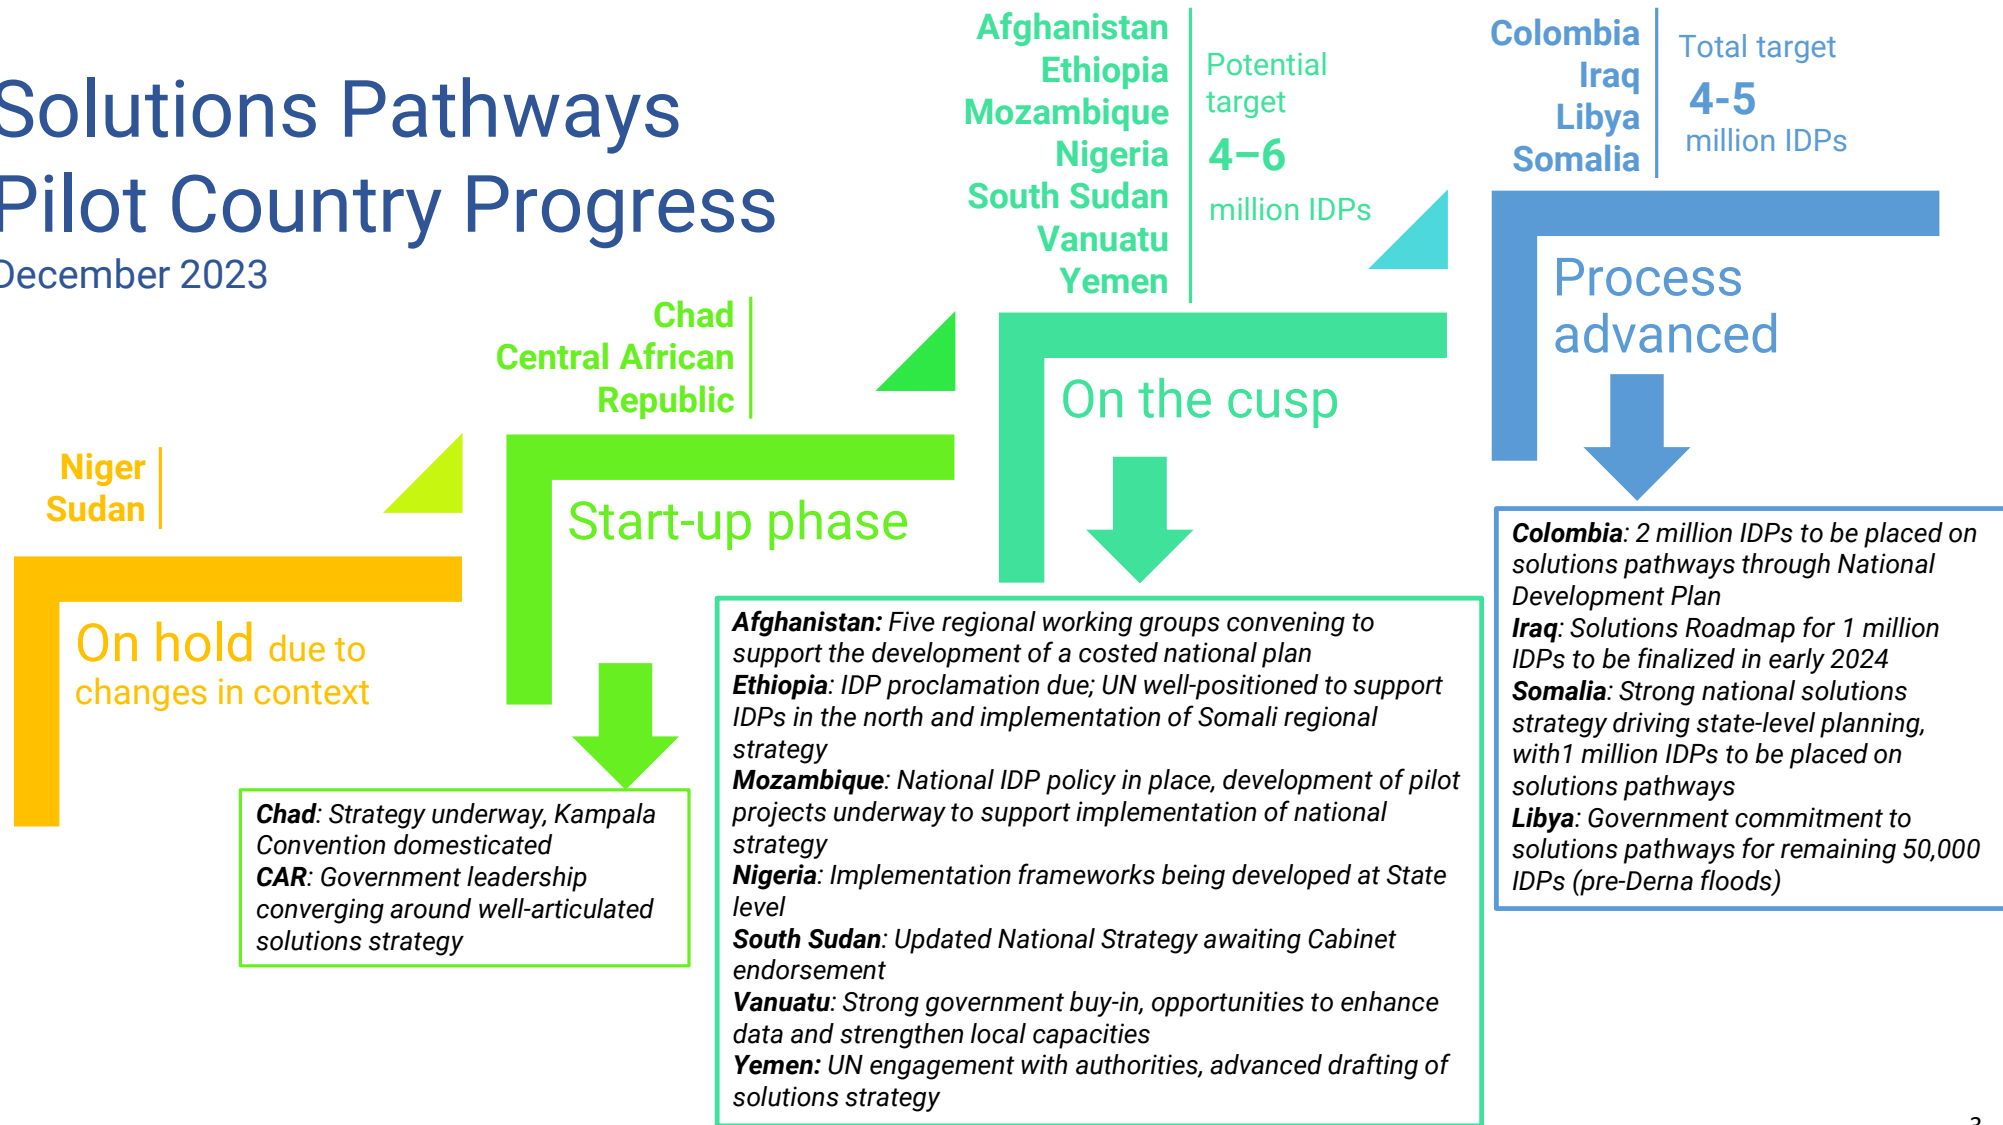 Solutions Pathways
Pilot Country Progress
December 2023
Niger
Sudan
On hold due to
changes in context
Chad
Central African
Republic
Start-up phase
Chad: Strategy underway, Kampala
Convention domesticated
CAR: Government leadership
converging around well-articulated
solutions strategy
Afghanistan
Ethiopia
Mozambique
Nigeria
South Sudan
Vanuatu
Yemen
Potential
target
4–6
million IDPs
On the cusp
Afghanistan: Five regional working groups convening to
support the development of a costed national plan
Ethiopia: IDP proclamation due; UN well-positioned to support
IDPs in the north and implementation of Somali regional
strategy
Mozambique: National IDP policy in place, development of pilot
projects underway to support implementation of national
strategy
Nigeria: Implementation frameworks being developed at State
level
South Sudan: Updated National Strategy awaiting Cabinet
endorsement
Vanuatu: Strong government buy-in, opportunities to enhance
data and strengthen local capacities
Yemen: UN engagement with authorities, advanced drafting of
solutions strategy
Colombia
Iraq
Libya
Somalia
Total target
4-5
million IDPs
Process
advanced
Colombia: 2 million IDPs to be placed on
solutions pathways through National
Development Plan
Iraq: Solutions Roadmap for 1 million
IDPs to be finalized in early 2024
Somalia: Strong national solutions
strategy driving state-level planning,
with1 million IDPs to be placed on
solutions pathways
Libya: Government commitment to
solutions pathways for remaining 50,000
IDPs (pre-Derna floods)